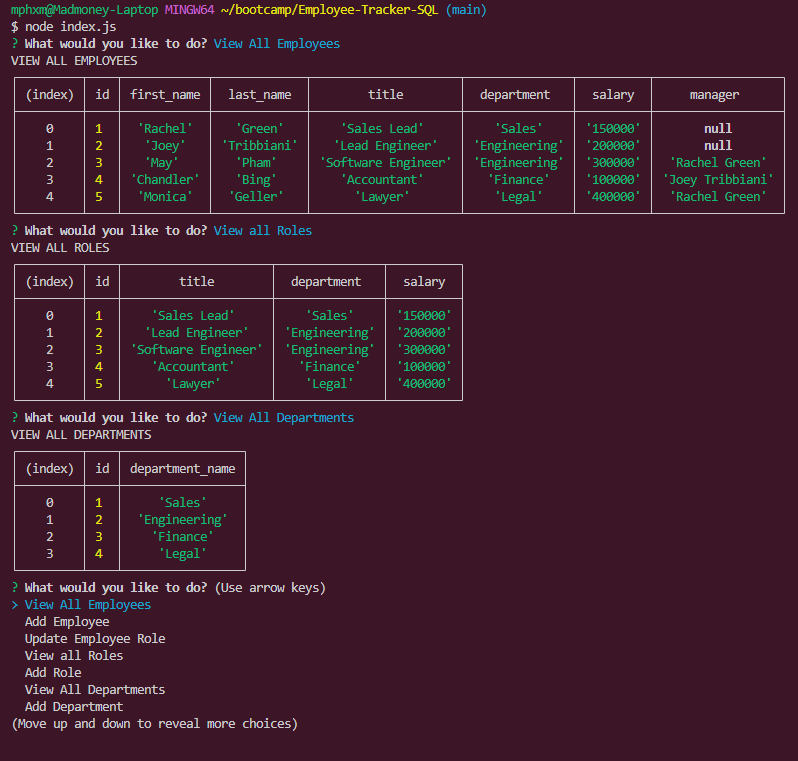 mphxm@Madmoney-Laptop MINGW64 ~/bootcamp/Employee-Tracker-SQL (main)
$ node index.js
? What would you like to do? View All Employees
VIEW ALL EMPLOYEES
(index) id first_name last_name title department salary manager
0 1 'Rachel' 'Green' 'Sales Lead' 'Sales' '150000' null
1 2 'Joey' 'Tribbiani' 'Lead Engineer' 'Engineering' '200000' null
2 3 'May' 'Pham' 'Software Engineer' 'Engineering' '300000' 'Rachel Green'
3 4 'Chandler' 'Bing' 'Accountant' 'Finance' '100000' 'Joey Tribbiani'
4 5 'Monica' 'Geller' 'Lawyer' 'Legal' '400000' 'Rachel Green'
? What would you like to do? View all Roles
VIEW ALL ROLES
(index) id title department salary
0 1 'Sales Lead' 'Sales' '150000'
1 2 'Lead Engineer' 'Engineering' '200000'
2 3 'Software Engineer' 'Engineering' '300000'
3 4 'Accountant' 'Finance' '100000'
4 5 'Lawyer' 'Legal' '400000'
? What would you like to do? View All Departments
VIEW ALL DEPARTMENTS
(index) id department_name
0 1 'Sales'
1 2 'Engineering'
2 3 'Finance'
3 4 'Legal'
? What would you like to do? (Use arrow keys)
> View All Employees
Add Employee
Update Employee Role
View all Roles
Add Role
View All Departments
Add Department
(Move up and down to reveal more choices)